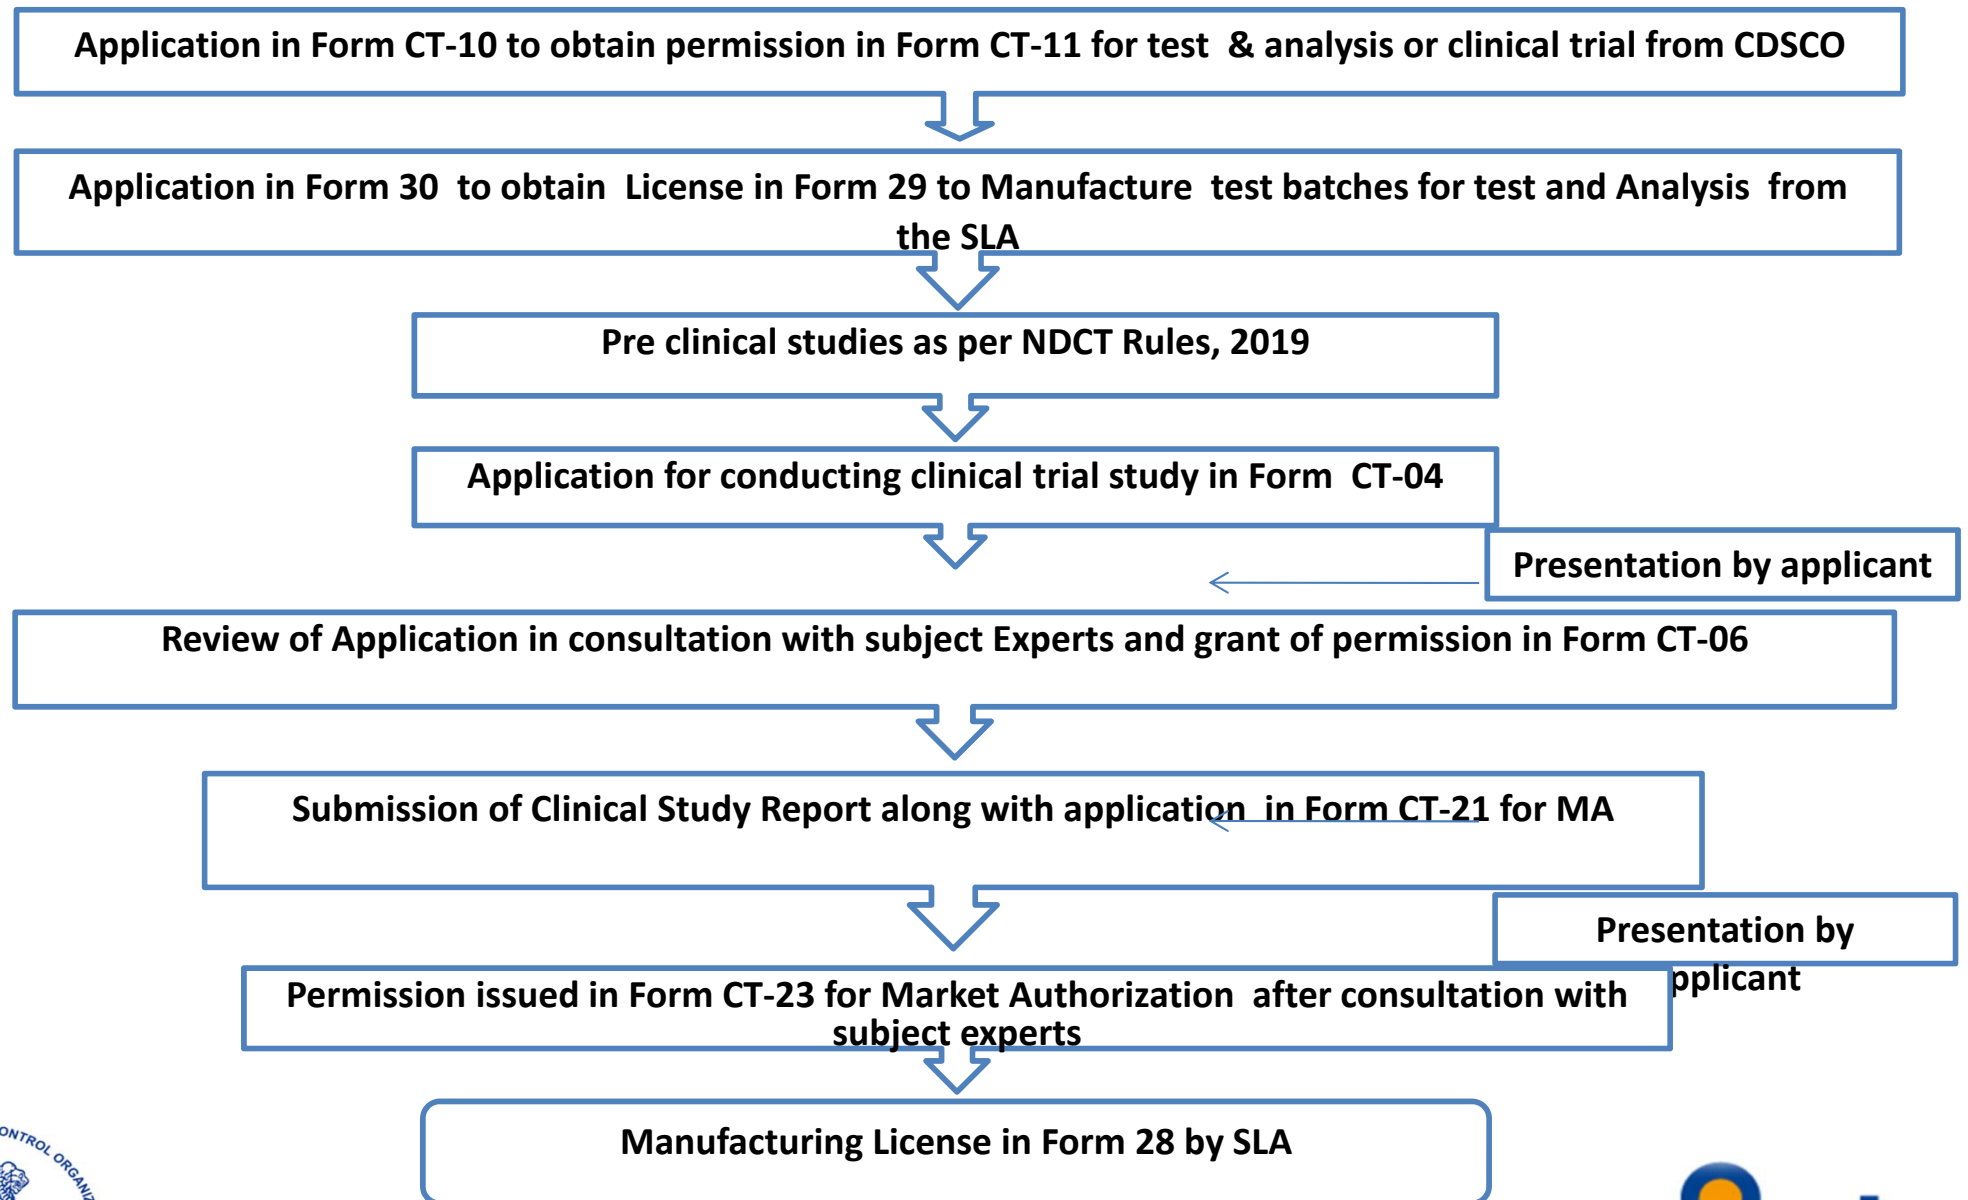 Application in Form CT-10 to obtain permission in Form CT-11 for test & analysis or clinical trial from CDSCO
Application in Form 30 to obtain License in Form 29 to Manufacture test batches for test and Analysis from
the SLA
Pre clinical studies as per NDCT Rules, 2019
Application for conducting clinical trial study in Form CT-04
Presentation by applicant
Review of Application in consultation with subject Experts and grant of permission in Form CT-06
Submission of Clinical Study Report along with application in Form CT-21 for MA
Presentation by
pplicant
Permission issued in Form CT-23 for Market Authorization after consultation with
subject experts
Manufacturing License in Form 28 by SLA
CONTROL